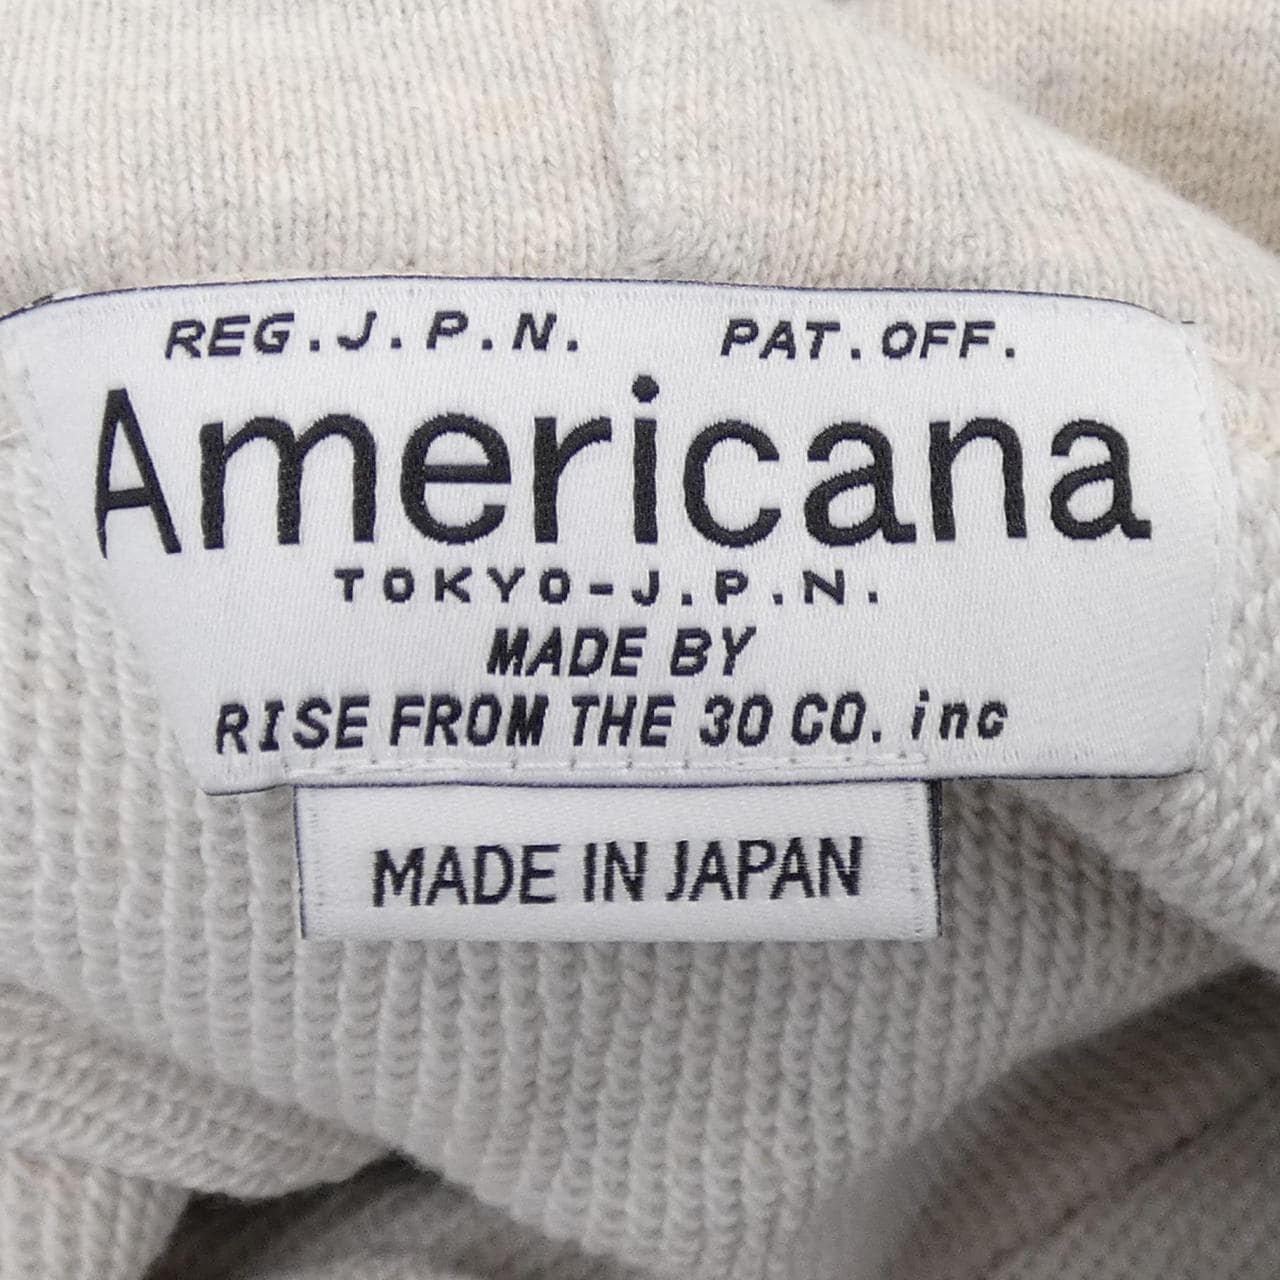 REG.J.P.N. PAT.OFF.
Americana
TOKYO-J.P.N.
MADE BY
RISE FROM THE 30 CO. inc
MADE IN JAPAN